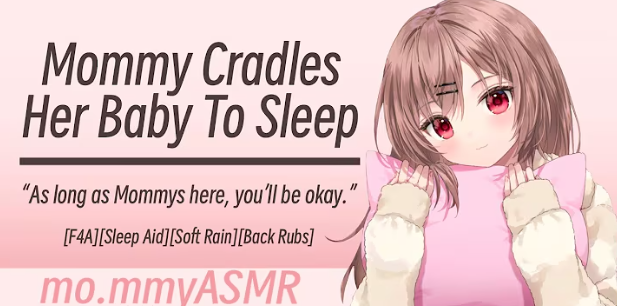 Mommy Cradles
Her Baby To Sleep
“As long as Mommys here, you’ll be okay.”
[F4A][Sleep Aid][Soft Rain][Back Rubs]
mo.mmyASMR